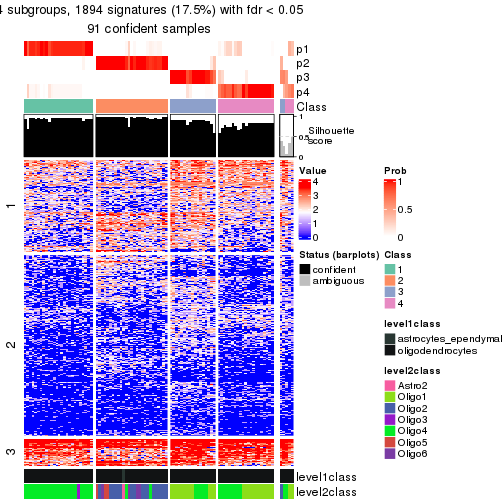 4 subgroups, 1894 signatures (17.5%) with fdr < 0.05
91 confident samples
p1
p2
p3
p4
Class
1
0.5
0
Silhouette
score
1
2
3
level1class
level2class
Value
4
3
2
1
0
Prob
1
0.5
0
Status (barplots)
confident
ambiguous
Class
1
2
3
4
level1class
astrocytes_ependymal
oligodendrocytes
level2class
Astro2
Oligo1
Oligo2
Oligo3
Oligo4
Oligo5
Oligo6